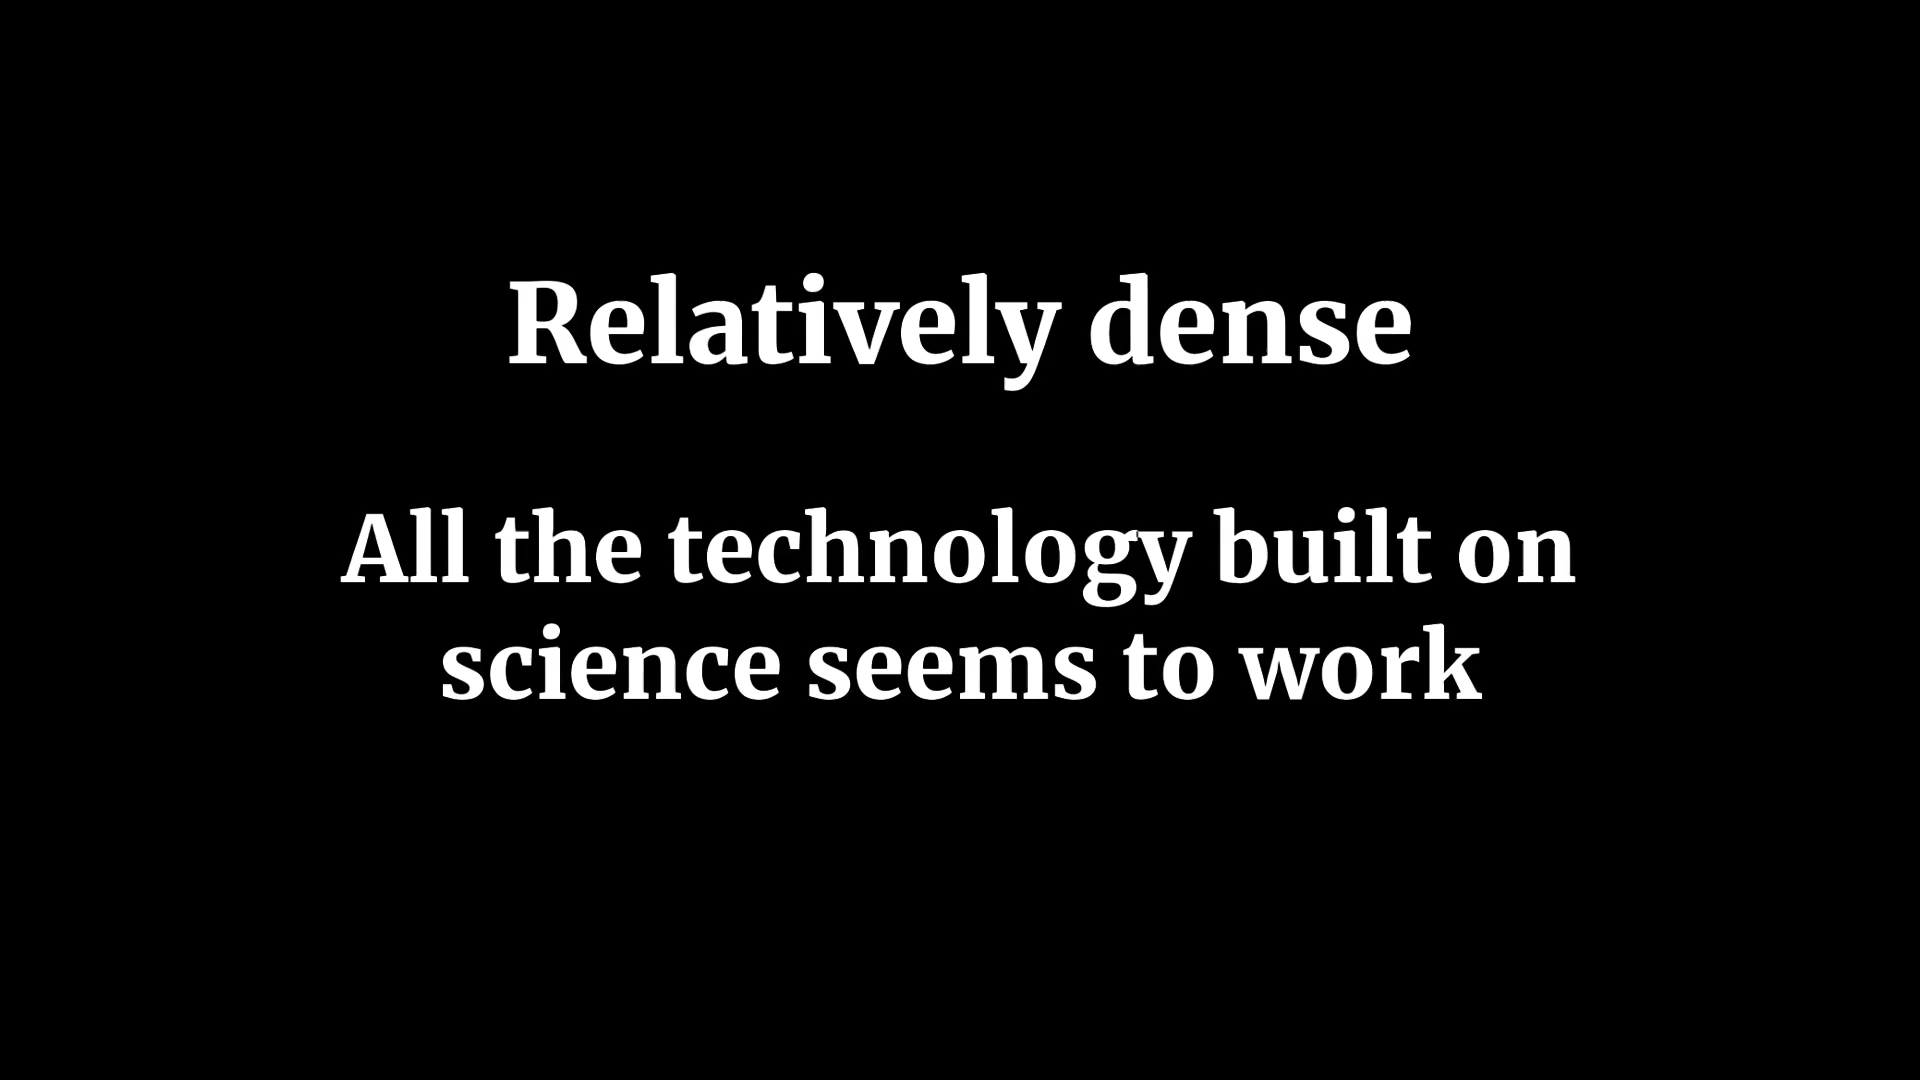 Relatively dense
All the technology built on
science seems to work